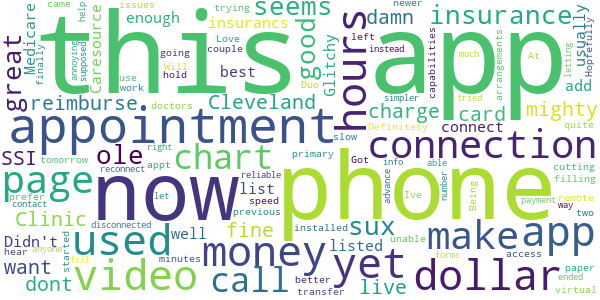 came issues trying seems usually newer
Medicare help enough insurancs damn insurance Hopefully
great annoying supposed finally Caresource this good Glitchy app hours capabilities left instead letting
going Will Love couple best Duo add
use work hold At much arrangements
reimburse doctors Cleveland charge card tried mighty
appointment simpler Definitely connect quite
SSI ole chart slow connection
tomorrow right primary Got info able cutting
page appt list reliable now phone advance Ive number Being filling
prefer reconnect speed payment remote
contact let previous access way two
Clinic disconnected fine installed sux make app
Didn't used well money listed yet unable paper
want hear started minutes better forms ended
dont anyone fill video call transfer live dollar virtual